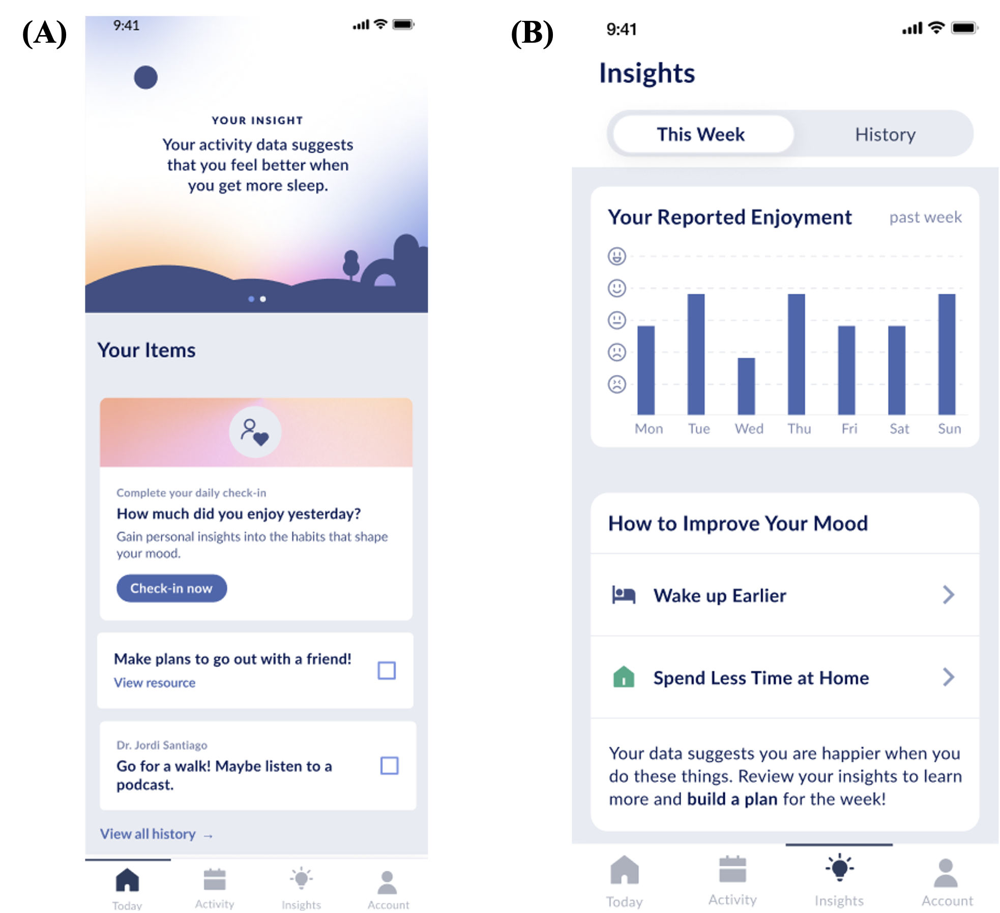 (A)
9:41
YOUR INSIGHT
Your activity data suggests
that you feel better when
you get more sleep.
Your Items
Complete your daily check-in
How much did you enjoy yesterday?
Gain personal insights into the habits that shape
your mood.
Check-in now
Make plans to go out with a friend!
View resource
Dr. Jordi Santiago
Go for a walk! Maybe listen to a
podcast.
View all history →
Today
Activity
Insights
Account
(B)
9:41
Insights
This Week
History
Your Reported Enjoyment
past week
Mon
Tue
Wed
Thu
Fri
Sat
Sun
How to Improve Your Mood
Wake up Earlier
Spend Less Time at Home
Your data suggests you are happier when you
do these things. Review your insights to learn
more and build a plan for the week!
Today
Activity
Insights
Account